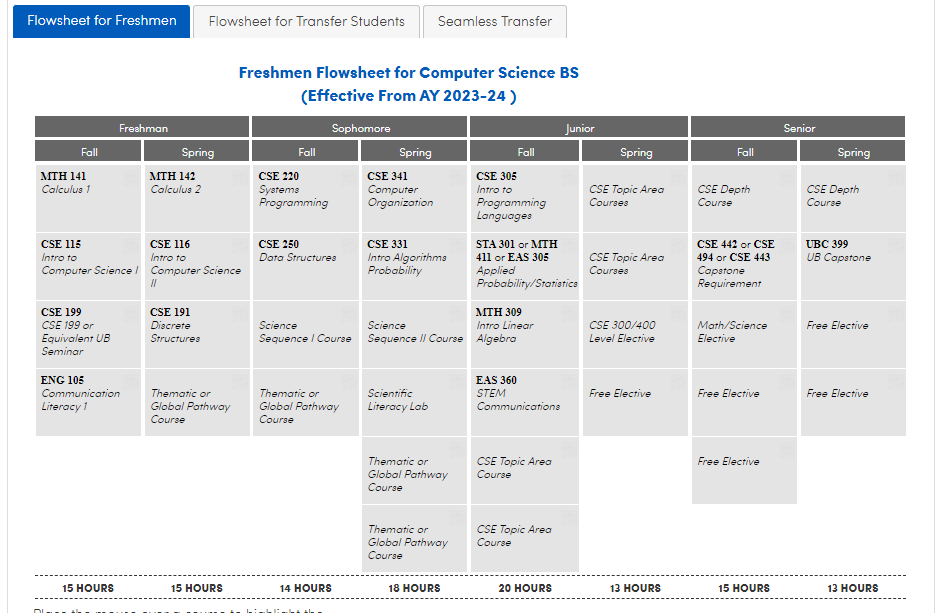 Flowsheet for Freshmen
Flowsheet for Transfer Students
Seamless Transfer
Freshmen Flowsheet for Computer Science BS
(Effective From AY 2023-24 )
Freshman
Sophomore
Junior
Senior
Fall
Spring
Fall
Spring
Fall
Spring
Fall
Spring
MTH 141
Calculus 1
MTH 142
Calculus 2
CSE 220
Systems
Programming
CSE 341
Computer
Organization
CSE 305
Intro to
Programming
Languages
CSE Topic Area
Courses
CSE Depth
Course
CSE Depth
Course
CSE 115
Intro to
Computer Science I
CSE 116
Intro to
Computer Science
II
CSE 250
Data Structures
CSE 331
Intro Algorithms
Probability
STA 301 or MTH
411 or EAS 305
Applied
Probability/Statistics
CSE Topic Area
Courses
CSE 442 or CSE
494 or CSE 443
Capstone
Requirement
UBC 399
UB Capstone
CSE 199
CSE 199 or
Equivalent UB
Seminar
CSE 191
Discrete
Structures
Science
Sequence I Course
Science
Sequence II Course
MTH 309
Intro Linear
Algebra
CSE 300/400
Level Elective
Math/Science
Elective
Free Elective
ENG 105
Communication
Literacy 1
Thematic or
Global Pathway
Course
Thematic or
Global Pathway
Course
Scientific
Literacy Lab
EAS 360
STEM
Communications
Free Elective
Free Elective
Free Elective
Thematic or
Global Pathway
Course
CSE Topic Area
Course
Free Elective
Thematic or
Global Pathway
Course
CSE Topic Area
Course
15 HOURS
15 HOURS
14 HOURS
18 HOURS
20 HOURS
13 HOURS
15 HOURS
13 HOURS
Place the mouse over a course to highlight the